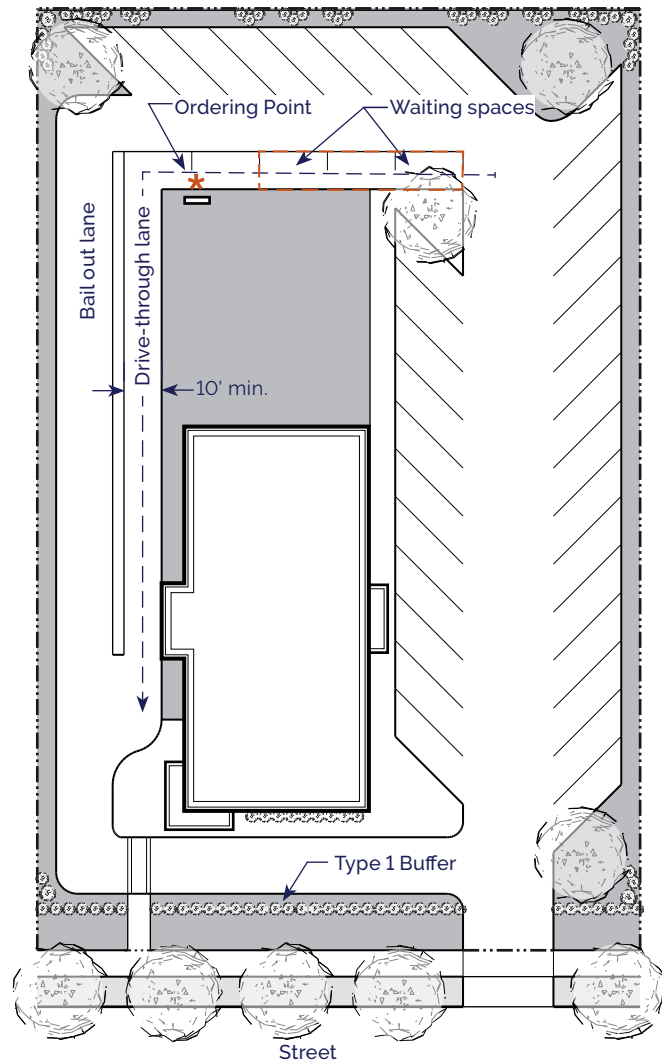 Ordering Point
Waiting spaces
Bail out lane
Drive-through lane
10' min.
Type 1 Buffer
Street